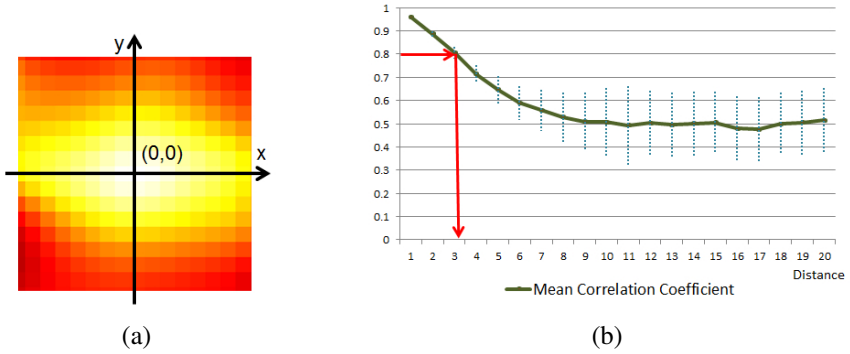 y
(0,0)
x
(a)
1
0.9
0.8
0.7
0.6
0.5
0.4
0.3
0.2
0.1
0
1 2 3 4 5 6 7 8 9 10 11 12 13 14 15 16 17 18 19 20
Distance
Mean Correlation Coefficient
(b)